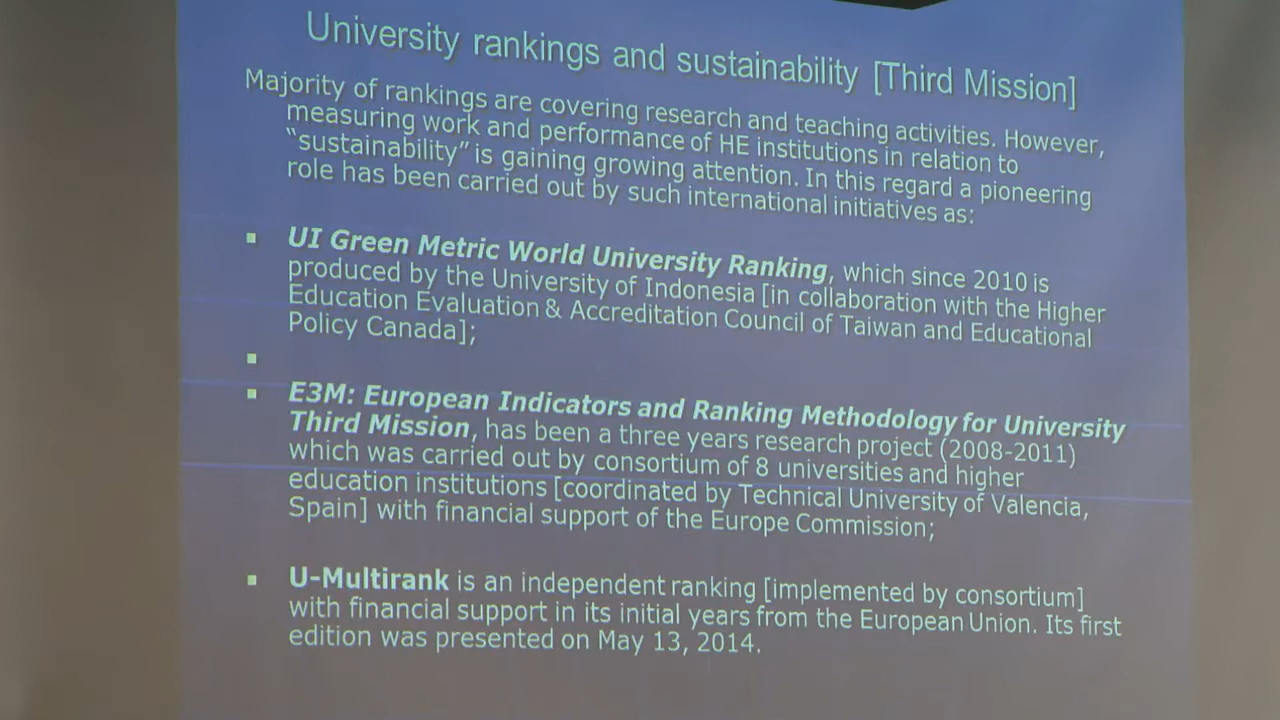 University rankings and sustainability [Third Mission]
Majority of rankings are covering research and teaching activities. However,
measuring work and performance of HE institutions in relation to
“sustainability” is gaining growing attention. In this regard a pioneering
role has been carried out by such international initiatives as:
▪ UI Green Metric World University Ranking, which since 2010 is
produced by the University of Indonesia [in collaboration with the Higher
Education Evaluation & Accreditation Council of Taiwan and Educational
Policy Canada];
▪
▪ E3M: European Indicators and Ranking Methodology for University
Third Mission, has been a three years research project (2008-2011)
which was carried out by consortium of 8 universities and higher
education institutions [coordinated by Technical University of Valencia,
Spain] with financial support of the Europe Commission;
▪ U-Multirank is an independent ranking [implemented by consortium]
with financial support in its initial years from the European Union. Its first
edition was presented on May 13, 2014.